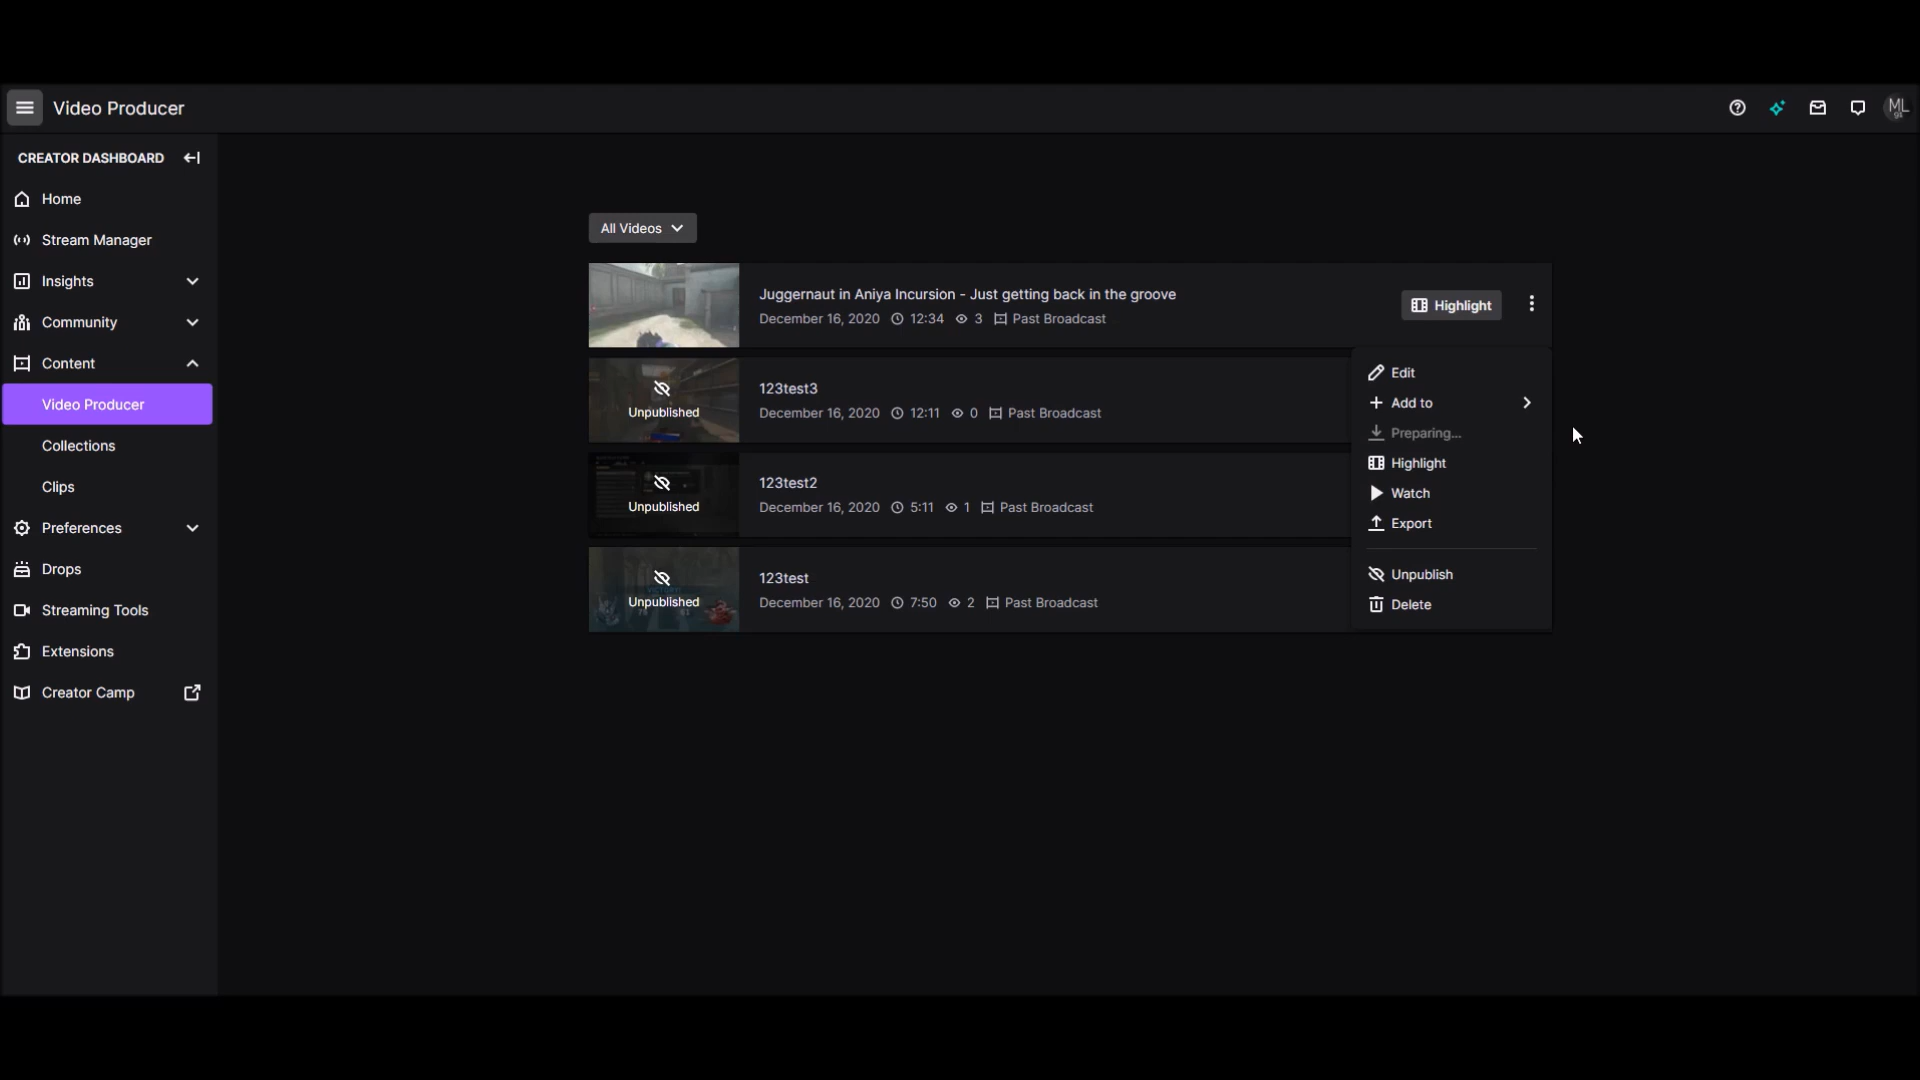 Video Producer
ML
CREATOR DASHBOARD
Home
Stream Manager
Insights
Community
Content
Video Producer
Collections
Clips
Preferences
Drops
Streaming Tools
Extensions
Creator Camp
All Videos
Juggernaut in Aniya Incursion - Just getting back in the groove
December 16, 2020 12:34 3 Past Broadcast
Highlight
Unpublished
123test3
December 16, 2020 12:11 0 Past Broadcast
Unpublished
123test2
December 16, 2020 5:11 1 Past Broadcast
Unpublished
123test
December 16, 2020 7:50 2 Past Broadcast
Edit
Add to
Preparing...
Highlight
Watch
Export
Unpublish
Delete